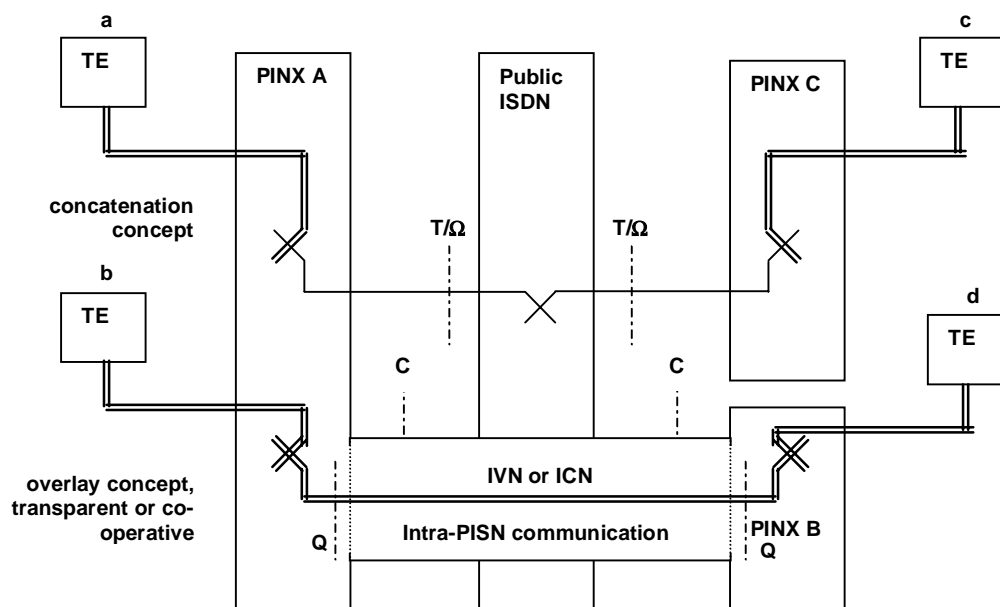 a
c
TE
TE
PINX A
Public
ISDN
PINX C
concatenation
concept
T/Ω
T/Ω
b
d
TE
TE
C
C
IVN or ICN
overlay concept,
transparent or co-
operative
Q
Intra-PISN communication
PINX B
Q